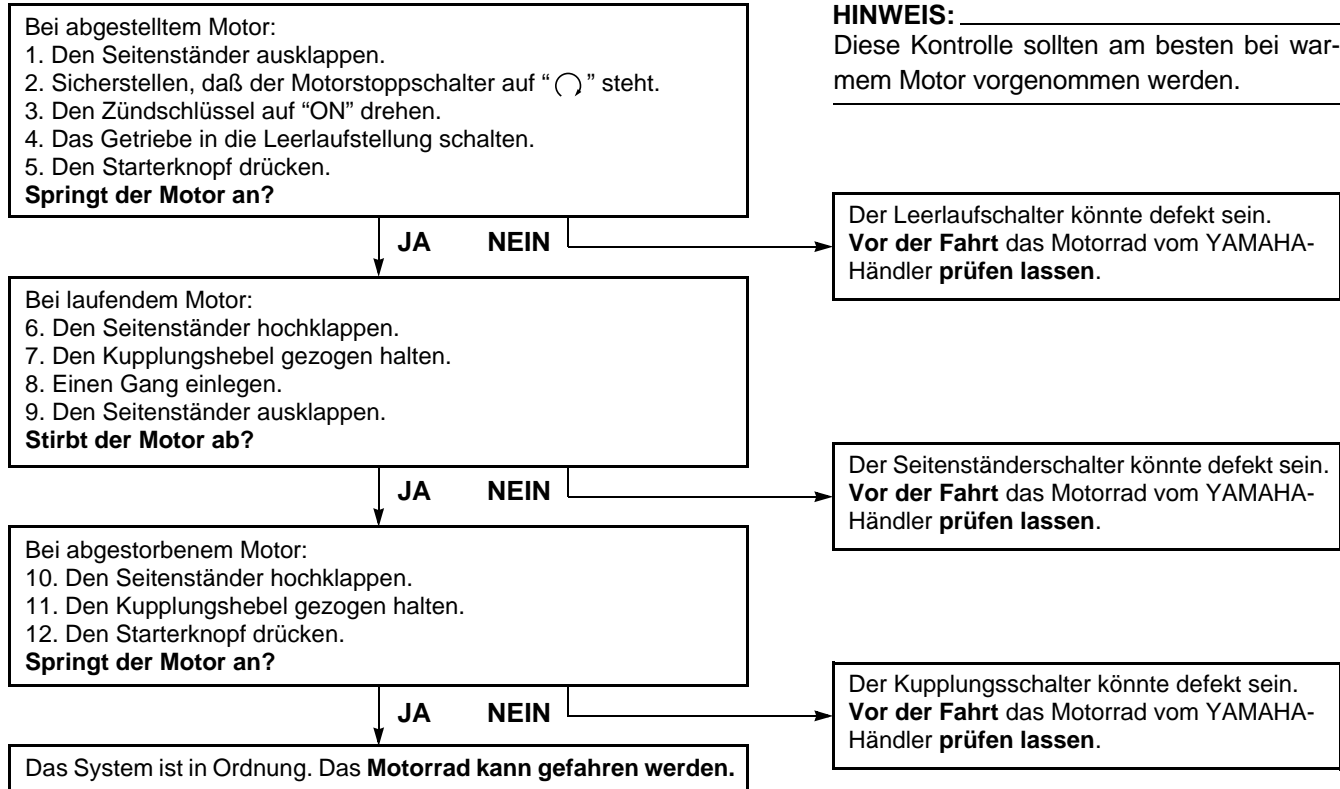 Bei abgestelltem Motor:
1. Den Seitenständer ausklappen.
2. Sicherstellen, daß der Motorstoppschalter auf “ ” steht.
3. Den Zündschlüssel auf “ON” drehen.
4. Das Getriebe in die Leerlaufstellung schalten.
5. Den Starterknopf drücken.
Springt der Motor an?
HINWEIS:
Diese Kontrolle sollten am besten bei war-
mem Motor vorgenommen werden.
JA NEIN
Der Leerlaufschalter könnte defekt sein.
Vor der Fahrt das Motorrad vom YAMAHA-
Händler prüfen lassen.
Bei laufendem Motor:
6. Den Seitenständer hochklappen.
7. Den Kupplungshebel gezogen halten.
8. Einen Gang einlegen.
9. Den Seitenständer ausklappen.
Stirbt der Motor ab?
JA NEIN
Der Seitenständerschalter könnte defekt sein.
Vor der Fahrt das Motorrad vom YAMAHA-
Händler prüfen lassen.
Bei abgestorbenem Motor:
10. Den Seitenständer hochklappen.
11. Den Kupplungshebel gezogen halten.
12. Den Starterknopf drücken.
Springt der Motor an?
JA NEIN
Der Kupplungsschalter könnte defekt sein.
Vor der Fahrt das Motorrad vom YAMAHA-
Händler prüfen lassen.
Das System ist in Ordnung. Das Motorrad kann gefahren werden.